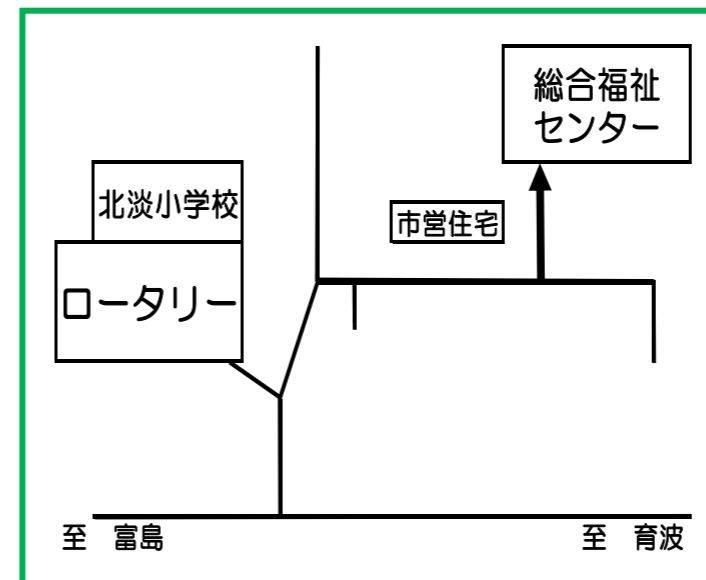 総合福祉
センター
北淡小学校
市営住宅
ロータリー
至　富島
至　育波